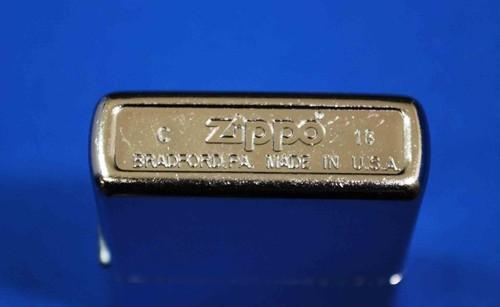 C Zippo 16
BRADFORD, PA. MADE IN U.S.A.